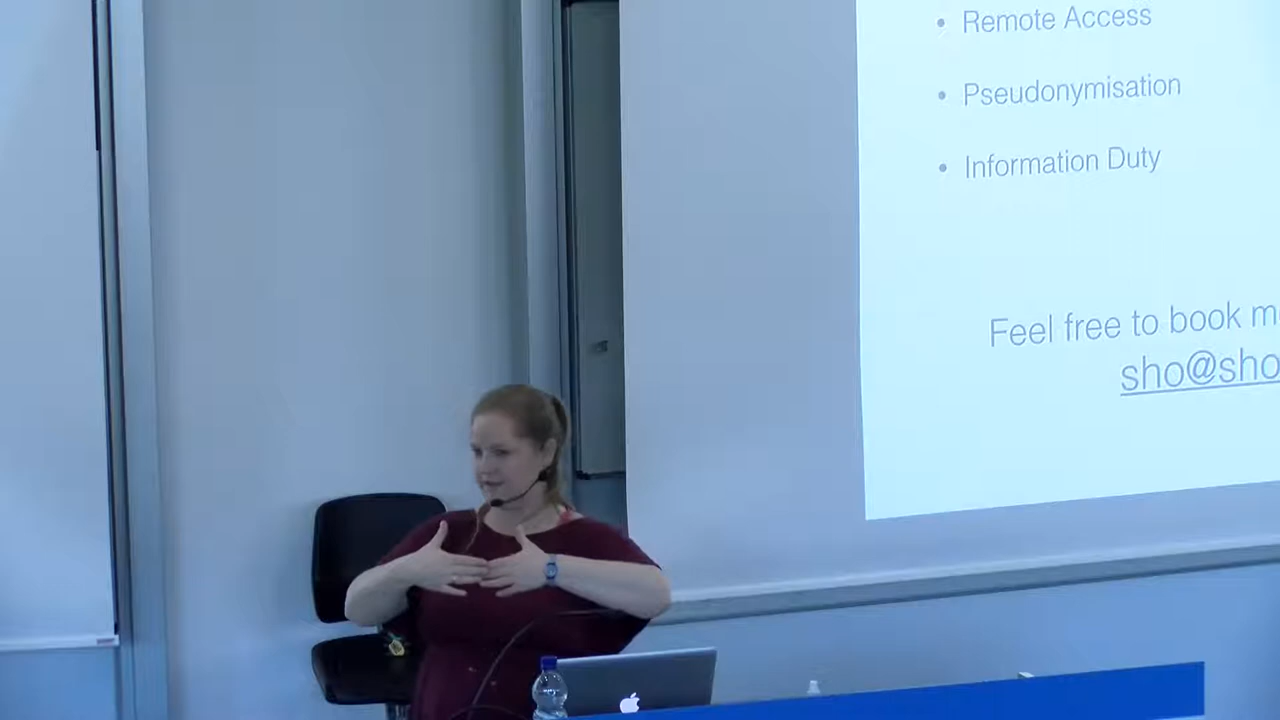 • Remote Access
• Pseudonymisation
• Information Duty
Feel free to book m
sho@sho